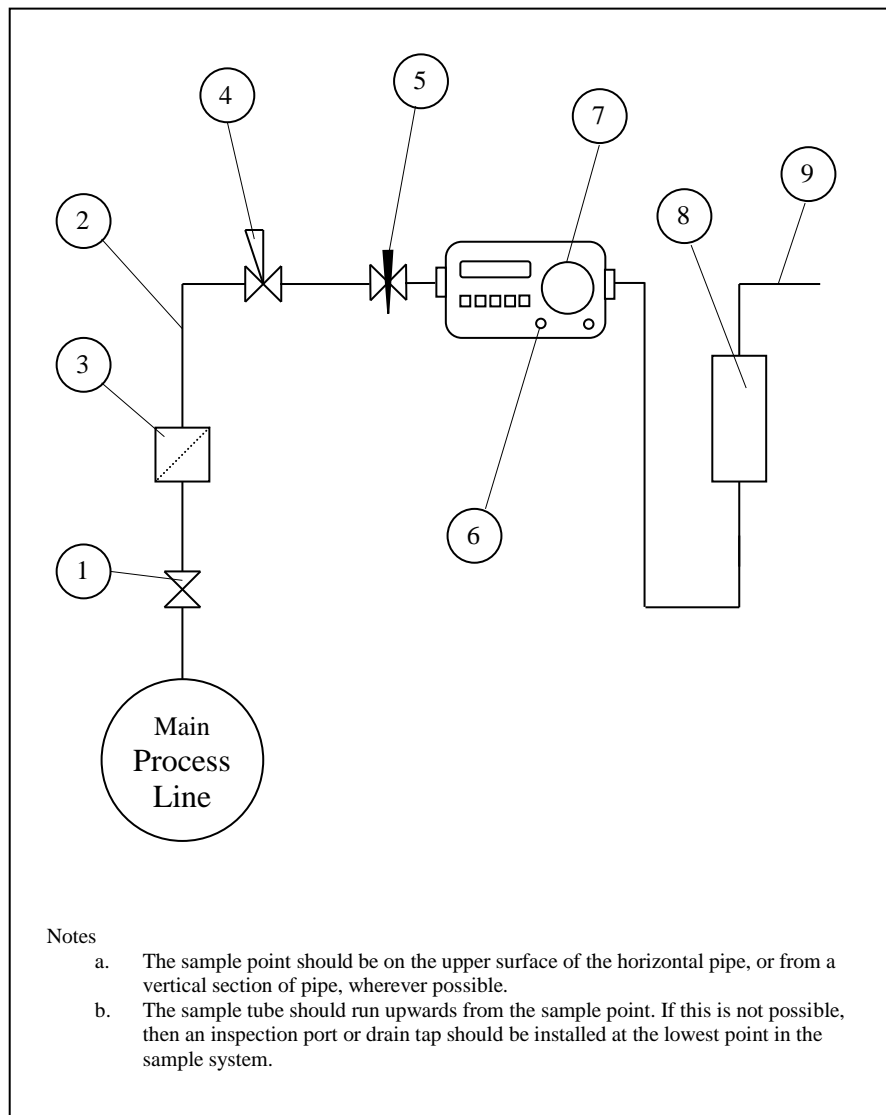 4
5
7
9
2
8
3
6
1
Main
Process
Line
Notes
a. The sample point should be on the upper surface of the horizontal pipe, or from a
vertical section of pipe, wherever possible.
b. The sample tube should run upwards from the sample point. If this is not possible,
then an inspection port or drain tap should be installed at the lowest point in the
sample system.